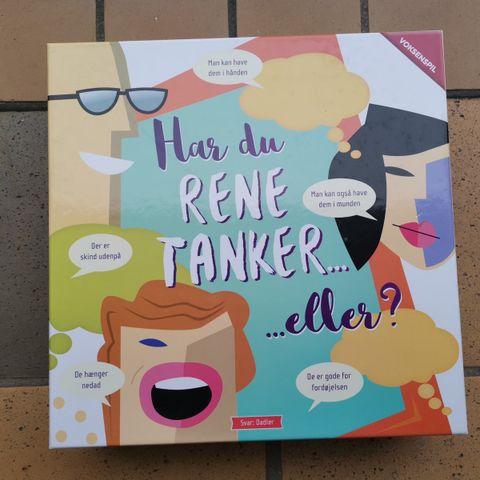 VOKSENSPIL
Man kan have
dem i hånden
Har du
RENE
TANKER...
...eller?
Man kan også have
dem i munden
Der er
skind udenpå
De hænger
nedad
De er gode for
fordøjelsen
Svar: Dadler